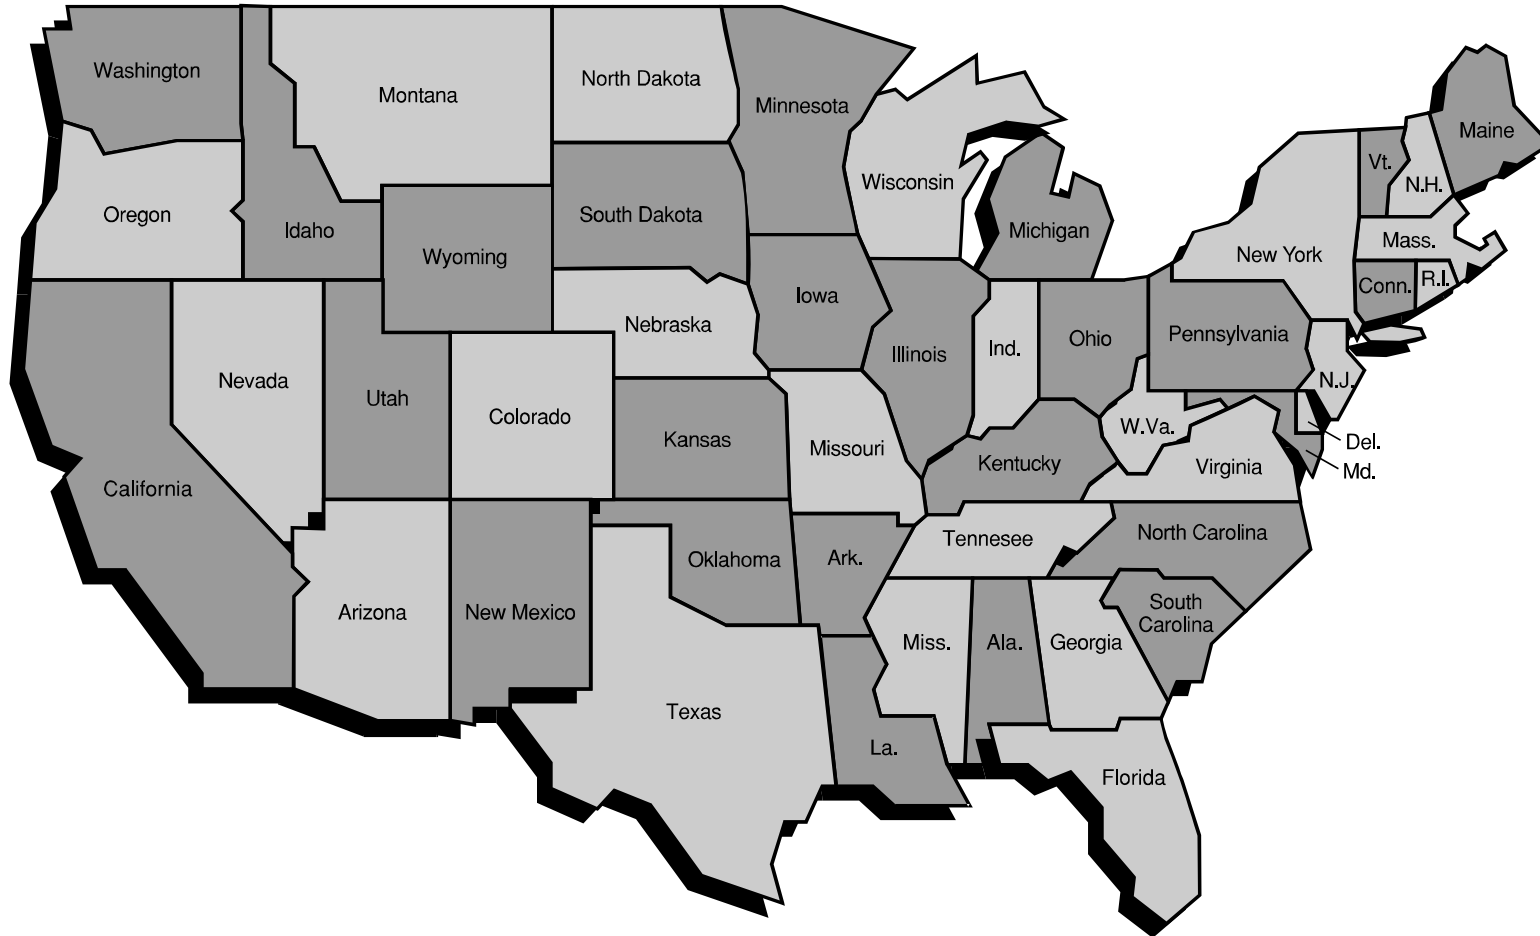 Washington
Montana
North Dakota
Minnesota
Maine
Vt.
N.H.
Wisconsin
Oregon
Idaho
South Dakota
Michigan
Mass.
New York
Wyoming
R.I.
Conn.
Iowa
Nebraska
Pennsylvania
Ohio
Ind.
Illinois
Nevada
N.J.
Utah
Colorado
W.Va.
Kansas
Missouri
Del.
Kentucky
Virginia
Md.
California
North Carolina
Tennesee
Oklahoma
Ark.
South
Carolina
Arizona
New Mexico
Miss.
Ala.
Georgia
Texas
La.
Florida